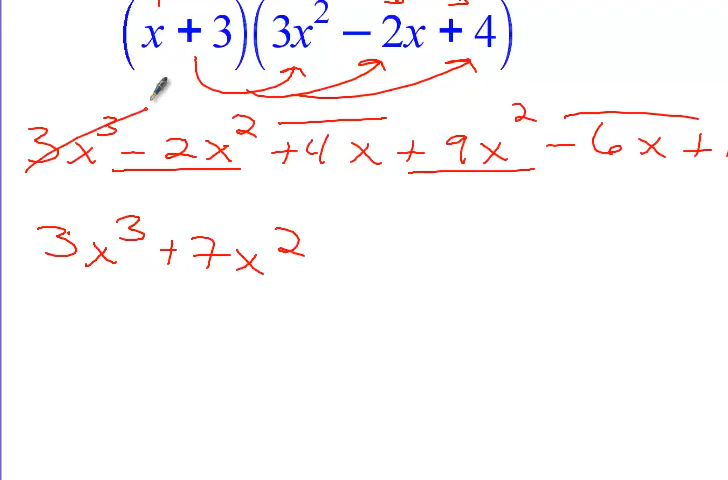 (x + 3)(3x² − 2x + 4)
3x³ − 2x² + 4x + 9x² − 6x +
3x³ + 7x²